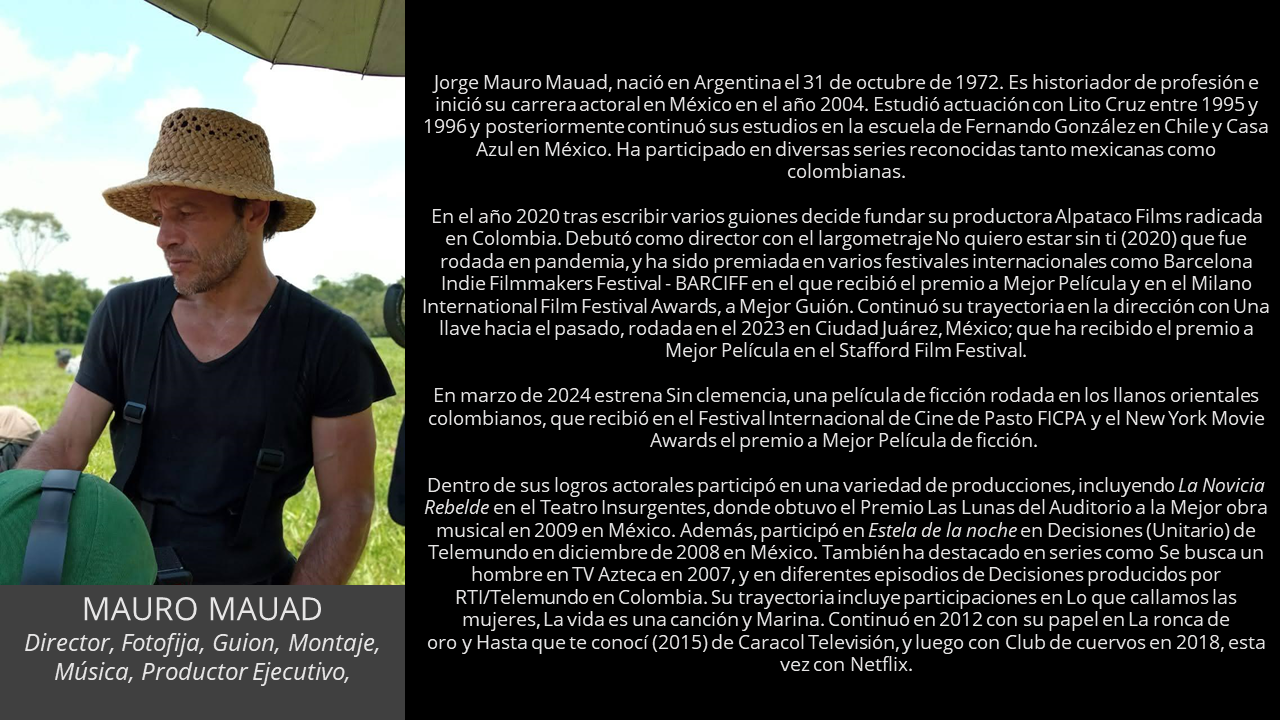 MAURO MAUAD
Director, Fotofija, Guion, Montaje,
Música, Productor Ejecutivo,
Jorge Mauro Mauad, nació en Argentina el 31 de octubre de 1972. Es historiador de profesión e
inició su carrera actoral en México en el año 2004. Estudió actuación con Lito Cruz entre 1995 y
1996 y posteriormente continuó sus estudios en la escuela de Fernando González en Chile y Casa
Azul en México. Ha participado en diversas series reconocidas tanto mexicanas como
colombianas.
En el año 2020 tras escribir varios guiones decide fundar su productora Alpataco Films radicada
en Colombia. Debutó como director con el largometraje No quiero estar sin ti (2020) que fue
rodada en pandemia, y ha sido premiada en varios festivales internacionales como Barcelona
Indie Filmmakers Festival - BARCIFF en el que recibió el premio a Mejor Película y en el Milano
International Film Festival Awards, a Mejor Guión. Continuó su trayectoria en la dirección con Una
llave hacia el pasado, rodada en el 2023 en Ciudad Juárez, México; que ha recibido el premio a
Mejor Película en el Stafford Film Festival.
En marzo de 2024 estrena Sin clemencia, una película de ficción rodada en los llanos orientales
colombianos, que recibió en el Festival Internacional de Cine de Pasto FICPA y el New York Movie
Awards el premio a Mejor Película de ficción.
Dentro de sus logros actorales participó en una variedad de producciones, incluyendo La Novicia
Rebelde en el Teatro Insurgentes, donde obtuvo el Premio Las Lunas del Auditorio a la Mejor obra
musical en 2009 en México. Además, participó en Estela de la noche en Decisiones (Unitario) de
Telemundo en diciembre de 2008 en México. También ha destacado en series como Se busca un
hombre en TV Azteca en 2007, y en diferentes episodios de Decisiones producidos por
RTI/Telemundo en Colombia. Su trayectoria incluye participaciones en Lo que callamos las
mujeres, La vida es una canción y Marina. Continuó en 2012 con su papel en La ronca de
oro y Hasta que te conocí (2015) de Caracol Televisión, y luego con Club de cuervos en 2018, esta
vez con Netflix.